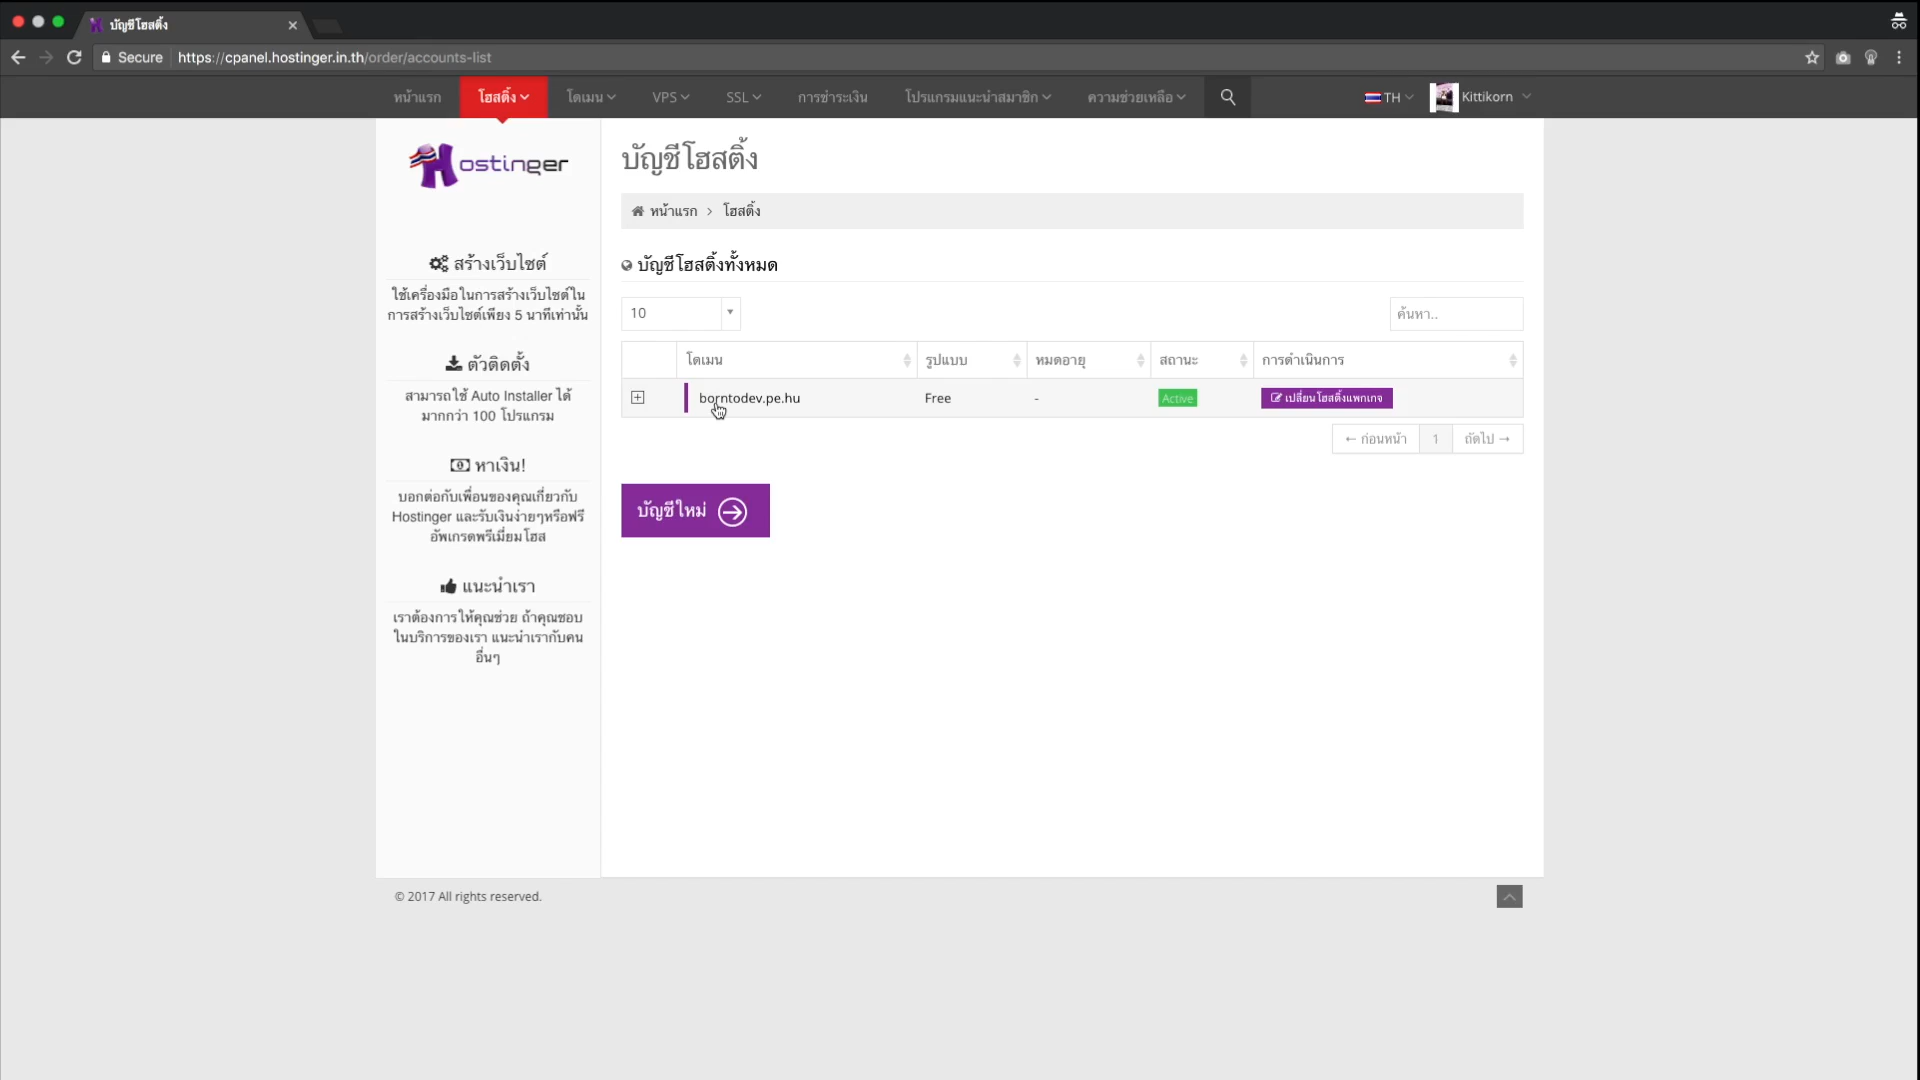 บัญชีโฮสติ้ง
Secure https://cpanel.hostinger.in.th/order/accounts-list
หน้าแรก โฮสติ้ง โดเมน VPS SSL การชำระเงิน โปรแกรมแนะนำสมาชิก ความช่วยเหลือ TH Kittikorn
Hostinger
สร้างเว็บไซต์
ใช้เครื่องมือในการสร้างเว็บไซต์ใน
การสร้างเว็บไซต์เพียง 5 นาทีเท่านั้น
ตัวติดตั้ง
สามารถใช้ Auto Installer ได้
มากกว่า 100 โปรแกรม
หาเงิน!
บอกต่อกับเพื่อนของคุณเกี่ยวกับ
Hostinger และรับเงินง่ายๆหรือฟรี
อัพเกรดพรีเมี่ยมโฮส
แนะนำเรา
เราต้องการให้คุณช่วย ถ้าคุณชอบ
ในบริการของเรา แนะนำเรากับคน
อื่นๆ
บัญชีโฮสติ้ง
หน้าแรก > โฮสติ้ง
บัญชีโฮสติ้งทั้งหมด
10 ค้นหา..
โดเมน รูปแบบ หมดอายุ สถานะ การดำเนินการ
borntodev.pe.hu Free - Active เปลี่ยนโฮสติ้งแพกเกจ
← ก่อนหน้า 1 ถัดไป →
บัญชีใหม่
© 2017 All rights reserved.